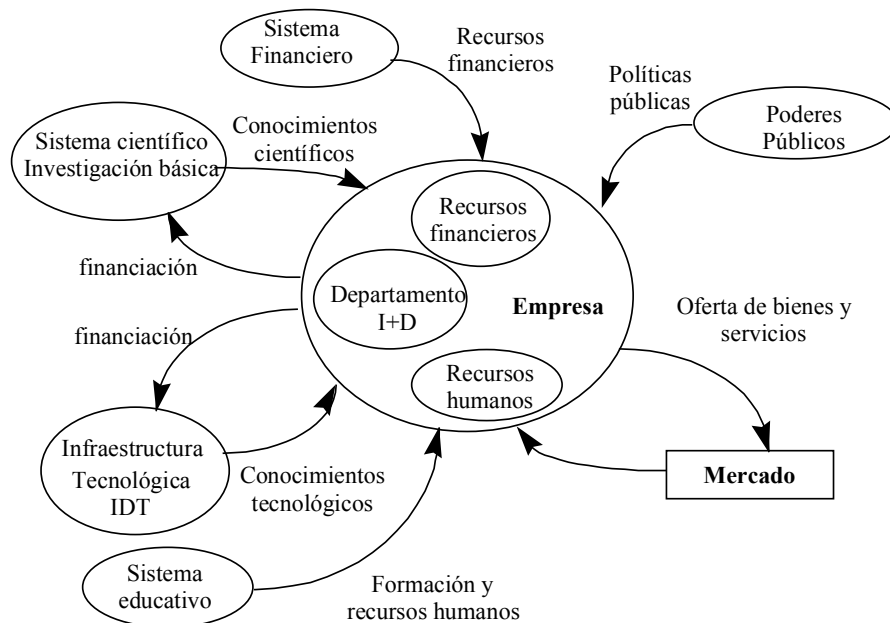 Sistema
Financiero
Recursos
financieros
Políticas
públicas
Poderes
Públicos
Sistema científico
Investigación básica
Conocimientos
científicos
Recursos
financieros
financiación
Departamento
I+D
Empresa
Oferta de bienes y
servicios
financiación
Recursos
humanos
Infraestructura
Tecnológica
IDT
Conocimientos
tecnológicos
Mercado
Sistema
educativo
Formación y
recursos humanos